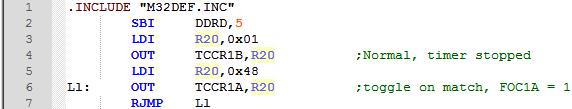 1 .INCLUDE "M32DEF.INC"
2 SBI DDRD,5
3 LDI R20,0x01
4 OUT TCCR1B,R20 ;Normal, timer stopped
5 LDI R20,0x48
6 L1: OUT TCCR1A,R20 ;toggle on match, FOC1A = 1
7 RJMP L1